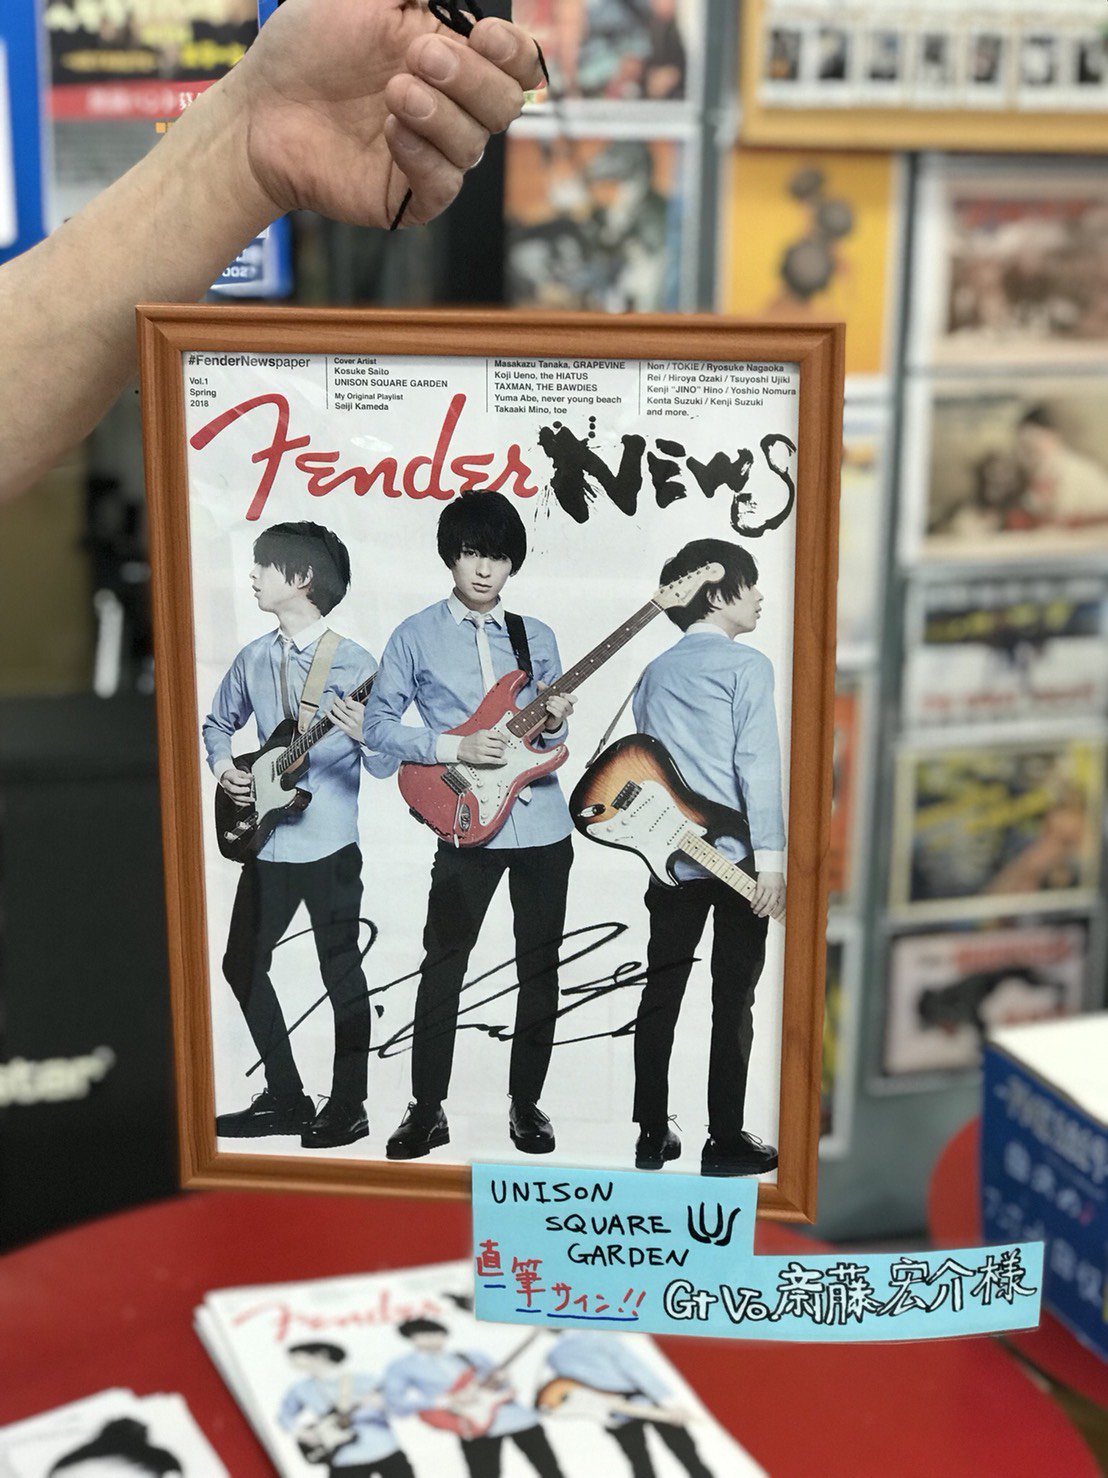 #FenderNewspaper
Vol.1
Spring
2018
Cover Artist
Kosuke Saito
UNISON SQUARE GARDEN
My Original Playlist
Seiji Kameda
Masakazu Tanaka, GRAPEVINE
Koji Ueno, the HIATUS
TAXMAN, THE BAWDIES
Yuma Abe, never young beach
Takaaki Mino, toe
Non / TOKIE / Ryosuke Nagaoka
Rei / Hiroya Ozaki / Tsuyoshi Ujiki
Kenji "JINO" Hino / Yoshio Nomura
Kenta Suzuki / Kenji Suzuki
and more.
Fender NEWS
UNISON
SQUARE
GARDEN
直筆サイン!!
Gt Vo.斎藤宏介様
Fender